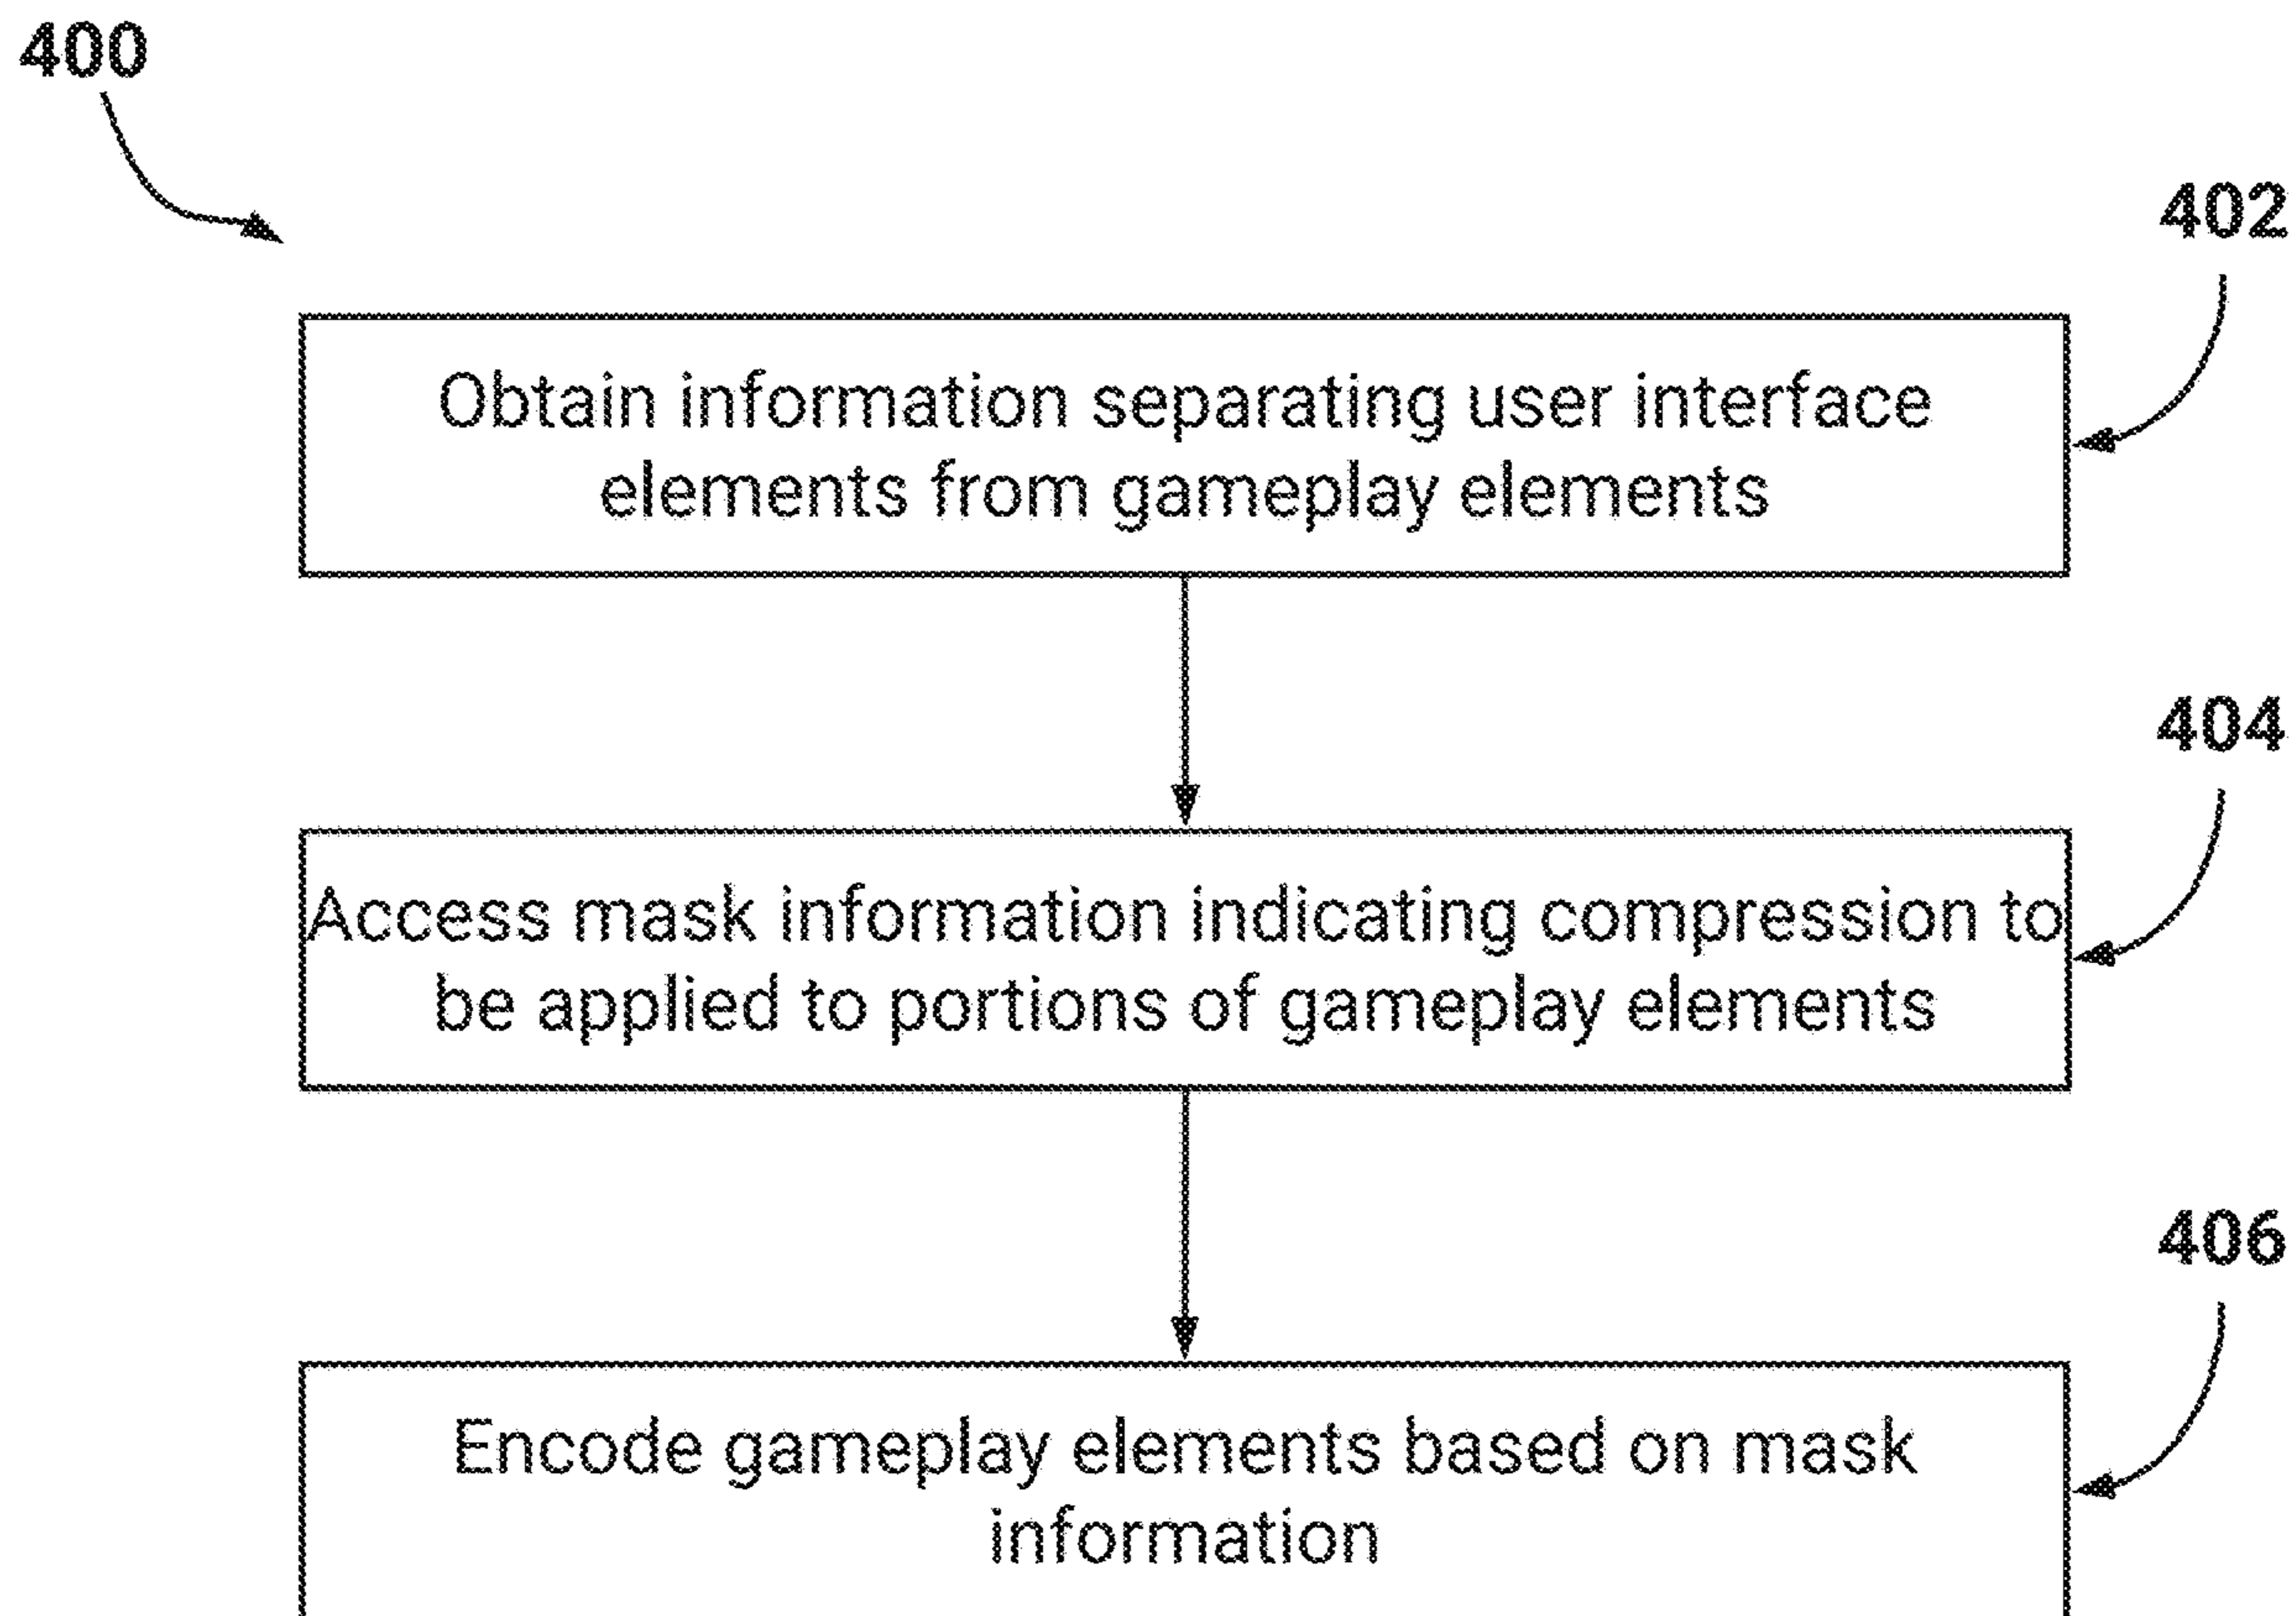 400
402
Obtain information separating user interface
elements from gameplay elements
404
Access mask information indicating compression to
be applied to portions of gameplay elements
406
Encode gameplay elements based on mask
information